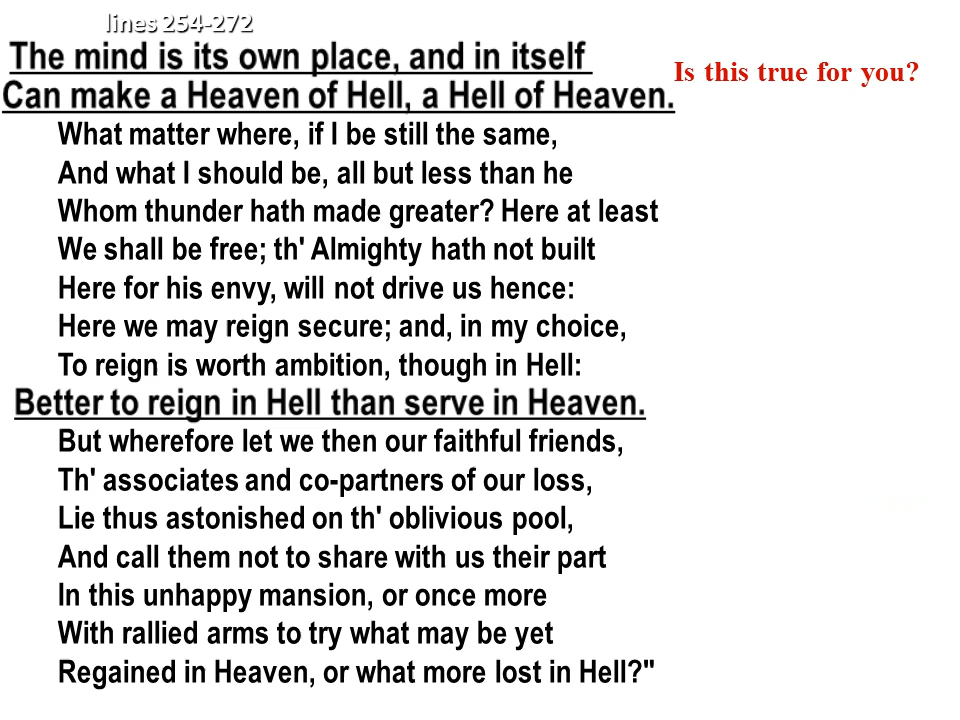 lines 254-272
The mind is its own place, and in itself
Is this true for you?
Can make a Heaven of Hell, a Hell of Heaven.
What matter where, if I be still the same,
And what I should be, all but less than he
Whom thunder hath made greater? Here at least
We shall be free; th' Almighty hath not built
Here for his envy, will not drive us hence:
Here we may reign secure; and, in my choice,
To reign is worth ambition, though in Hell:
Better to reign in Hell than serve in Heaven.
But wherefore let we then our faithful friends,
Th' associates and co-partners of our loss,
Lie thus astonished on th' oblivious pool,
And call them not to share with us their part
In this unhappy mansion, or once more
With rallied arms to try what may be yet
Regained in Heaven, or what more lost in Hell?"